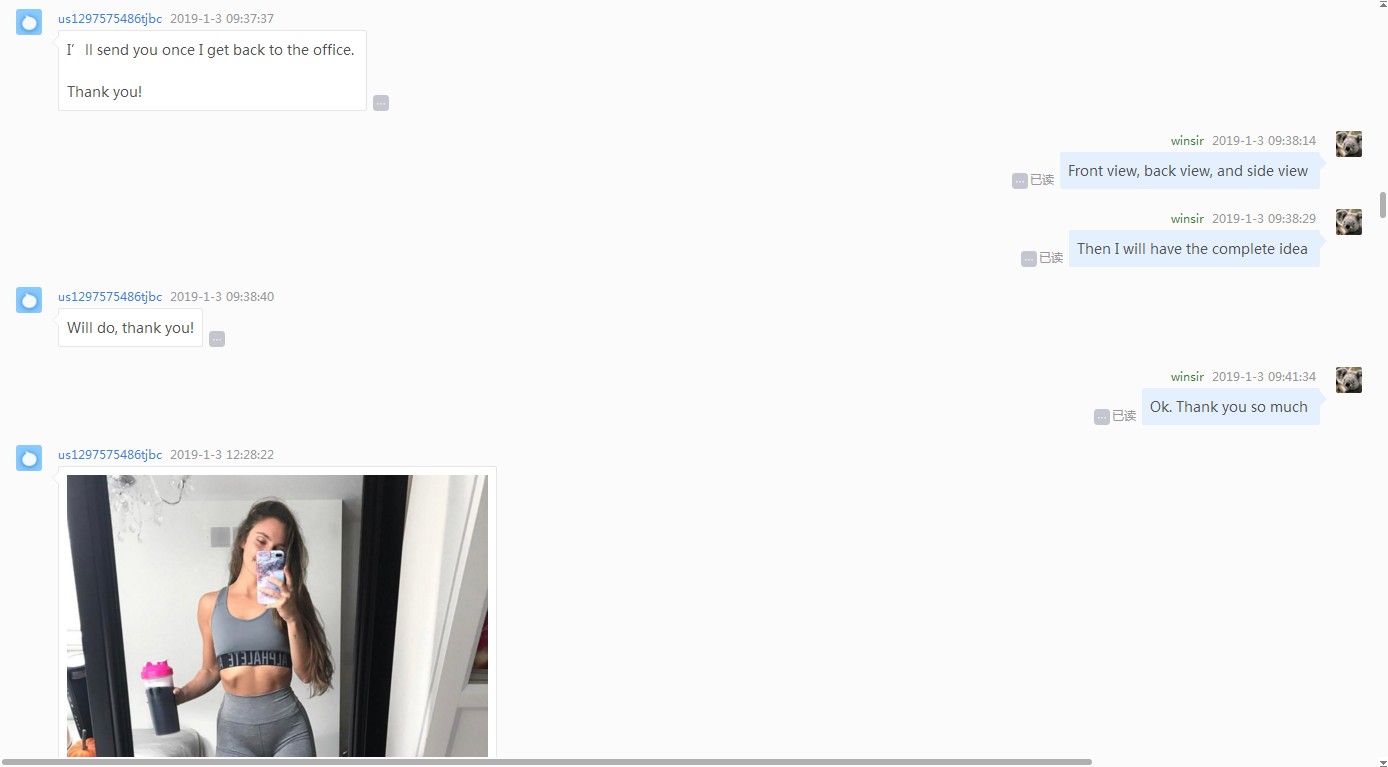 us1297575486tjbc 2019-1-3 09:37:37
I’ll send you once I get back to the office.
Thank you!
...
winsir 2019-1-3 09:38:14
... 已读 Front view, back view, and side view
winsir 2019-1-3 09:38:29
... 已读 Then I will have the complete idea
us1297575486tjbc 2019-1-3 09:38:40
Will do, thank you!
...
winsir 2019-1-3 09:41:34
... 已读 Ok. Thank you so much
us1297575486tjbc 2019-1-3 12:28:22
ALPHALETE